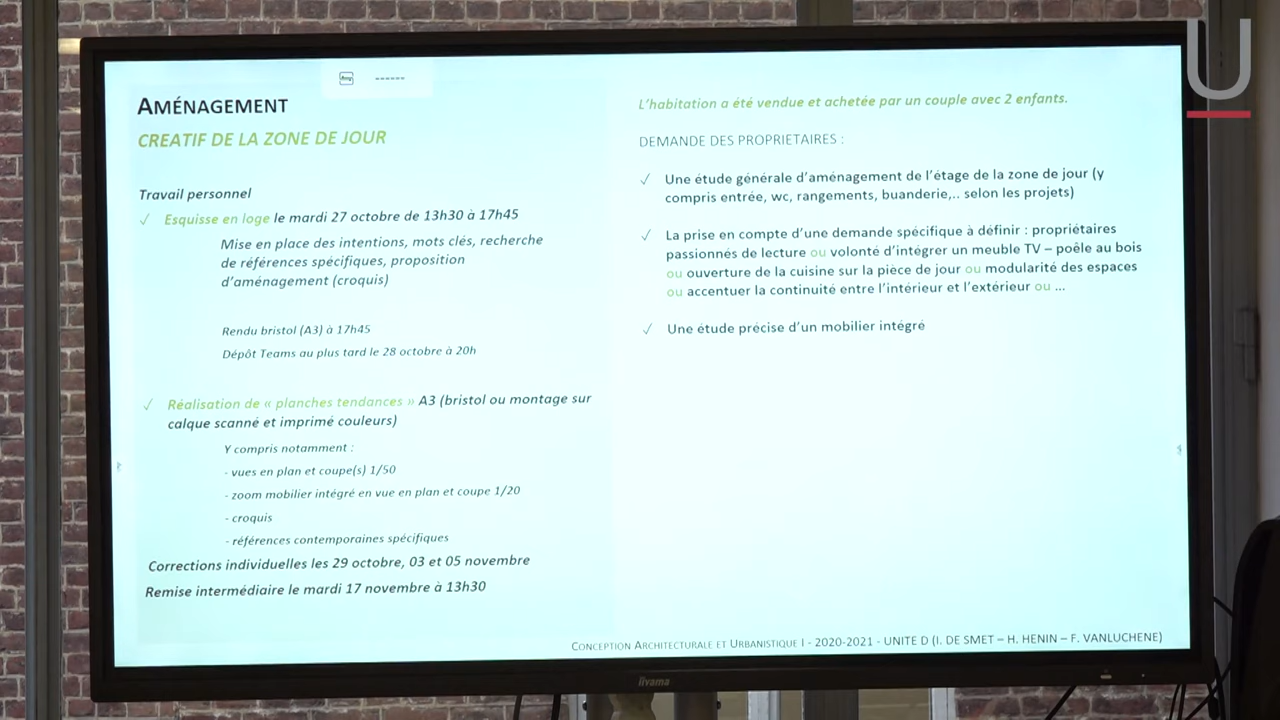 U
AMÉNAGEMENT
CREATIF DE LA ZONE DE JOUR
Travail personnel
✓ Esquisse en loge le mardi 27 octobre de 13h30 à 17h45
Mise en place des intentions, mots clés, recherche
de références spécifiques, proposition
d'aménagement (croquis)
Rendu bristol (A3) à 17h45
Dépôt Teams au plus tard le 28 octobre à 20h
✓ Réalisation de « planches tendances » A3 (bristol ou montage sur
calque scanné et imprimé couleurs)
Y compris notamment :
- vues en plan et coupe(s) 1/50
- zoom mobilier intégré en vue en plan et coupe 1/20
- croquis
- références contemporaines spécifiques
Corrections individuelles les 29 octobre, 03 et 05 novembre
Remise intermédiaire le mardi 17 novembre à 13h30
L'habitation a été vendue et achetée par un couple avec 2 enfants.
DEMANDE DES PROPRIETAIRES :
✓ Une étude générale d'aménagement de l'étage de la zone de jour (y
compris entrée, wc, rangements, buanderie,.. selon les projets)
✓ La prise en compte d'une demande spécifique à définir : propriétaires
passionnés de lecture ou volonté d'intégrer un meuble TV – poêle au bois
ou ouverture de la cuisine sur la pièce de jour ou modularité des espaces
ou accentuer la continuité entre l'intérieur et l'extérieur ou ...
✓ Une étude précise d'un mobilier intégré
CONCEPTION ARCHITECTURALE ET URBANISTIQUE I - 2020-2021 - UNITE D (I. DE SMET – H. HENIN – F. VANLUCHENE)
iiyama